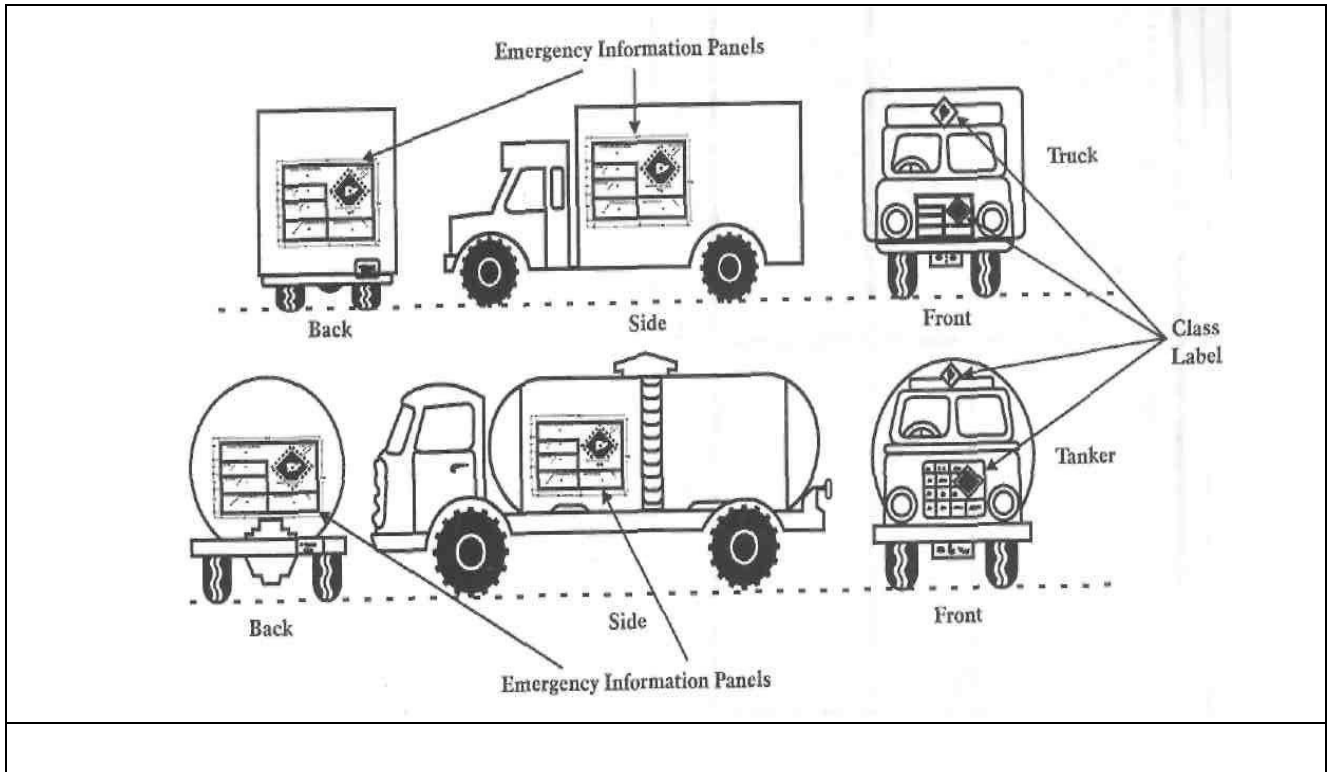 Emergency Information Panels
Truck
Back
Side
Front
Class
Label
Tanker
Back
Side
Front
Emergency Information Panels